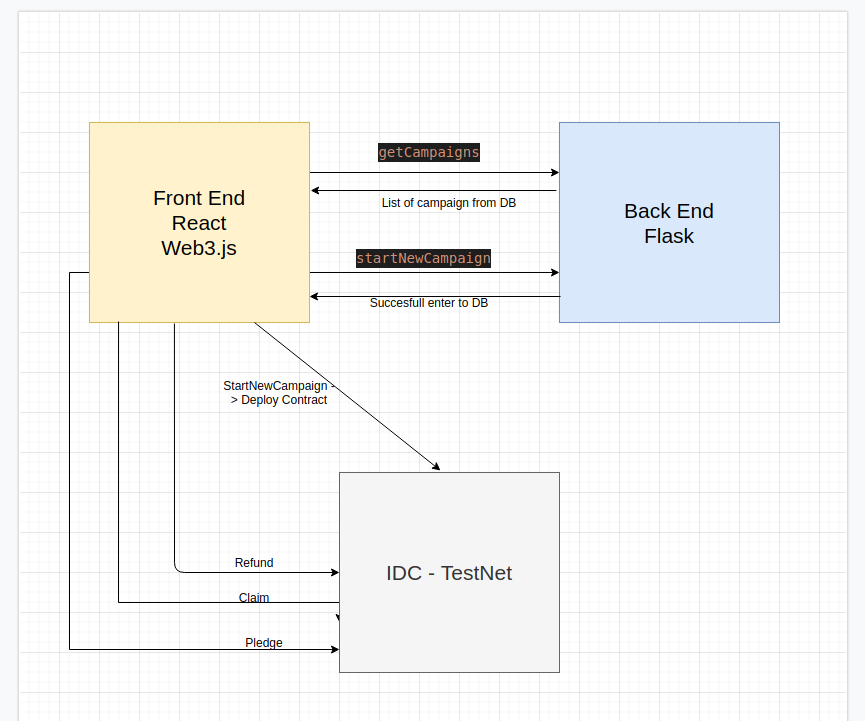 getCampaigns
List of campaign from DB
Front End
React
Web3.js
Back End
Flask
startNewCampaign
Succesfull enter to DB
StartNewCampaign -
> Deploy Contract
IDC - TestNet
Refund
Claim
Pledge